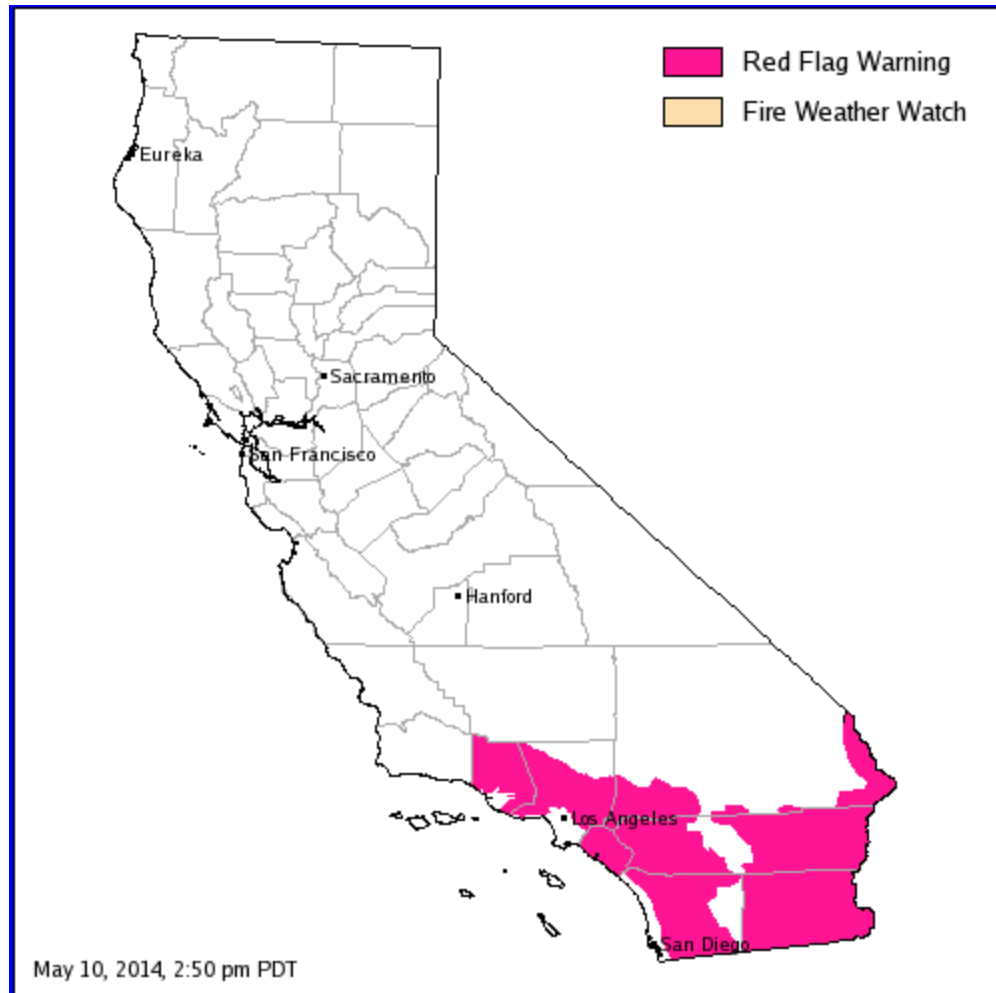 Red Flag Warning
Fire Weather Watch
Eureka
Sacramento
San Francisco
Hanford
Los Angeles
San Diego
May 10, 2014, 2:50 pm PDT